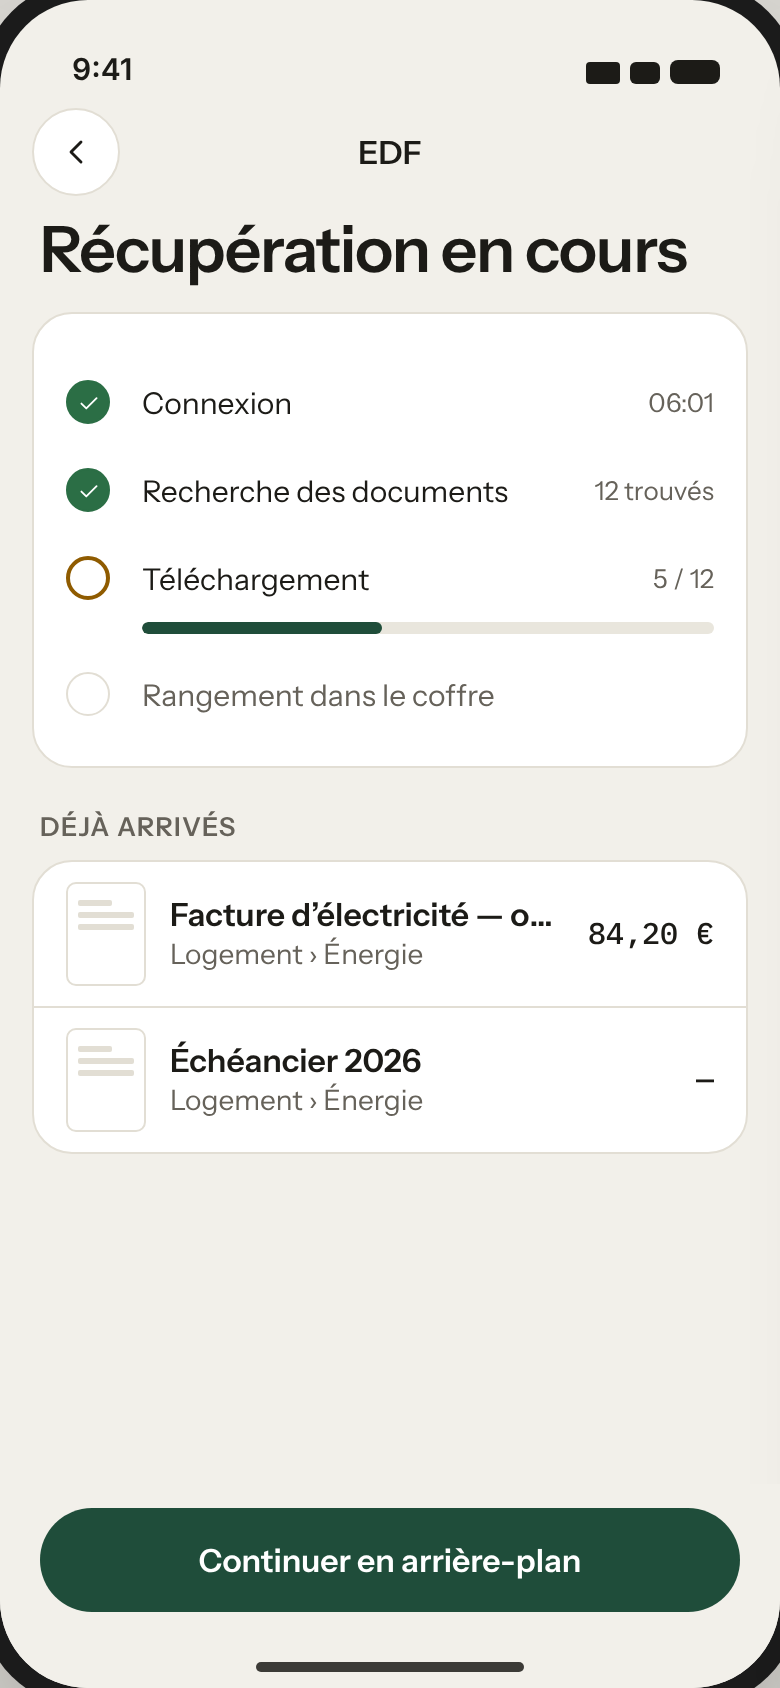 9:41
EDF
Récupération en cours
Connexion 06:01
Recherche des documents 12 trouvés
Téléchargement 5 / 12
Rangement dans le coffre
DÉJÀ ARRIVÉS
Facture d’électricité — o... 84,20 €
Logement › Énergie
Échéancier 2026 —
Logement › Énergie
Continuer en arrière-plan